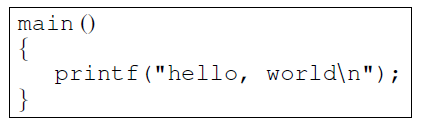 main()
{
   printf("hello, world\n");
}